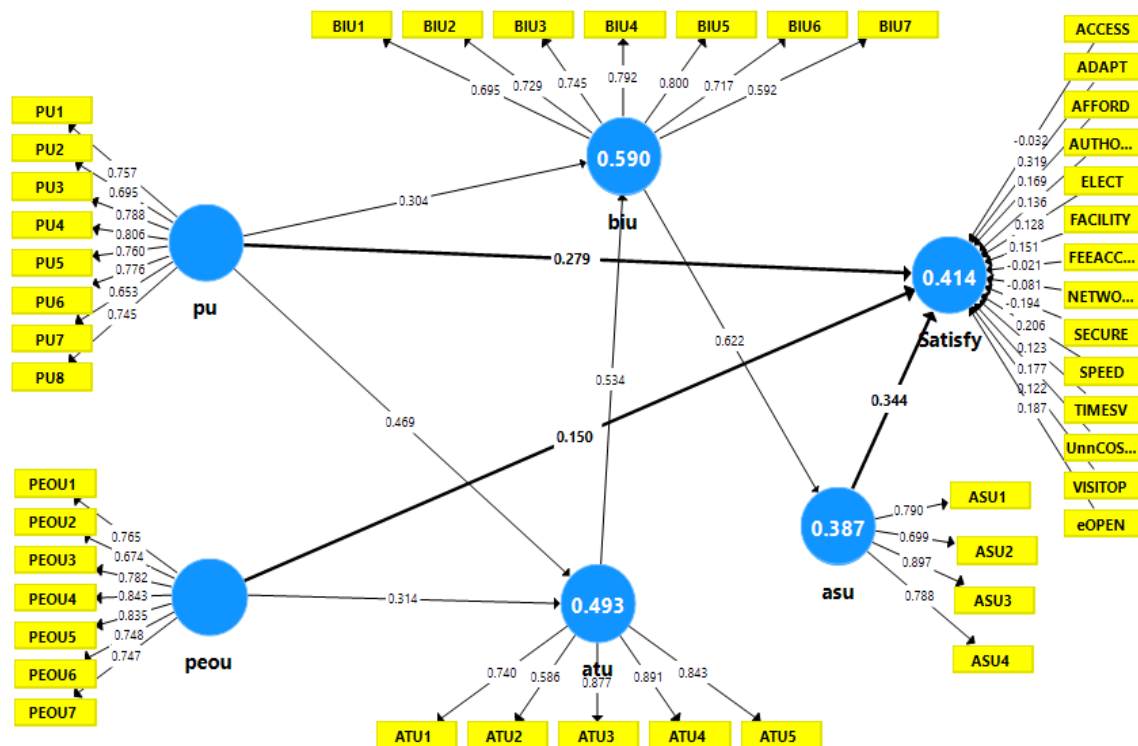 BIU1
BIU2
BIU3
BIU4
BIU5
BIU6
BIU7
0.695
0.729
0.745
0.792
0.800
0.717
0.592
0.590
biu
PU1
PU2
PU3
PU4
PU5
PU6
PU7
PU8
0.757
0.695
0.788
0.806
0.760
0.776
0.653
0.745
pu
0.304
0.279
0.469
0.534
0.622
0.150
0.344
0.314
ACCESS
ADAPT
AFFORD
AUTHO...
ELECT
FACILITY
FEEACC...
NETWO...
SECURE
SPEED
TIMESV
UnnCOS...
VISITOP
eOPEN
-0.032
0.319
0.169
0.136
0.128
0.151
-0.021
-0.081
-0.194
0.206
0.123
0.177
0.122
0.187
0.414
Satisfy
PEOU1
PEOU2
PEOU3
PEOU4
PEOU5
PEOU6
PEOU7
0.765
0.674
0.782
0.843
0.835
0.748
0.747
peou
0.493
atu
0.740
0.586
0.877
0.891
0.843
ATU1
ATU2
ATU3
ATU4
ATU5
0.387
asu
0.790
0.699
0.897
0.788
ASU1
ASU2
ASU3
ASU4